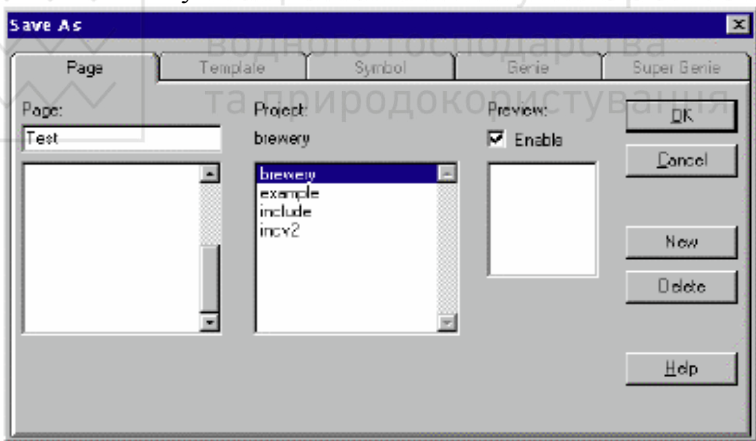 Save As
водного господарства
та природокористування
Page
Template
Symbol
Genie
Super Genie
Page:
Test
Project:
brewery
brewery
example
include
incv2
Preview:
Enable
OK
Cancel
New
Delete
Help